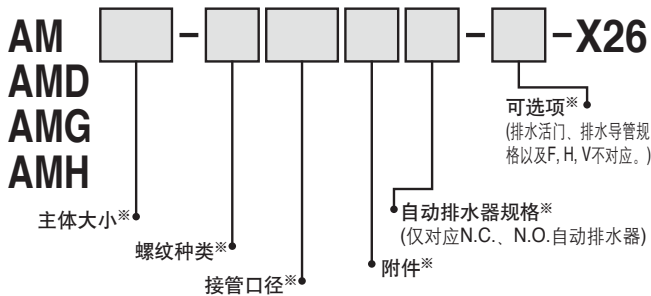 AM - - -X26
AMD
AMG
AMH
可选项※
(排水活门、排水导管规
格以及F, H, V不对应。)
主体大小※
自动排水器规格※
(仅对应N.C.、N.O.自动排水器)
螺纹种类※
附件※
接管口径※